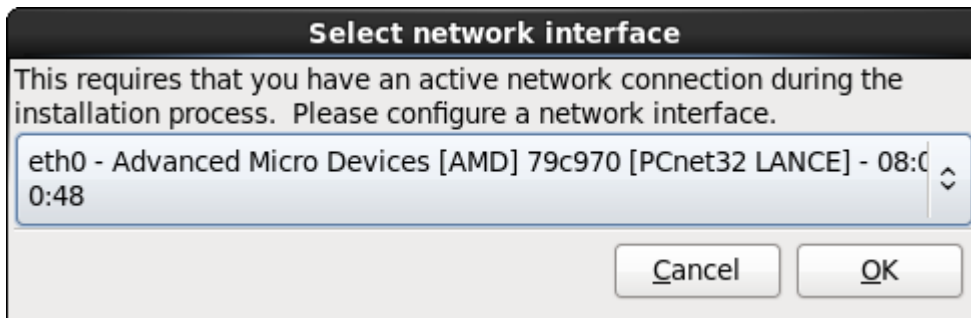 Select network interface
This requires that you have an active network connection during the
installation process.  Please configure a network interface.
eth0 - Advanced Micro Devices [AMD] 79c970 [PCnet32 LANCE] - 08:0
0:48
Cancel
OK